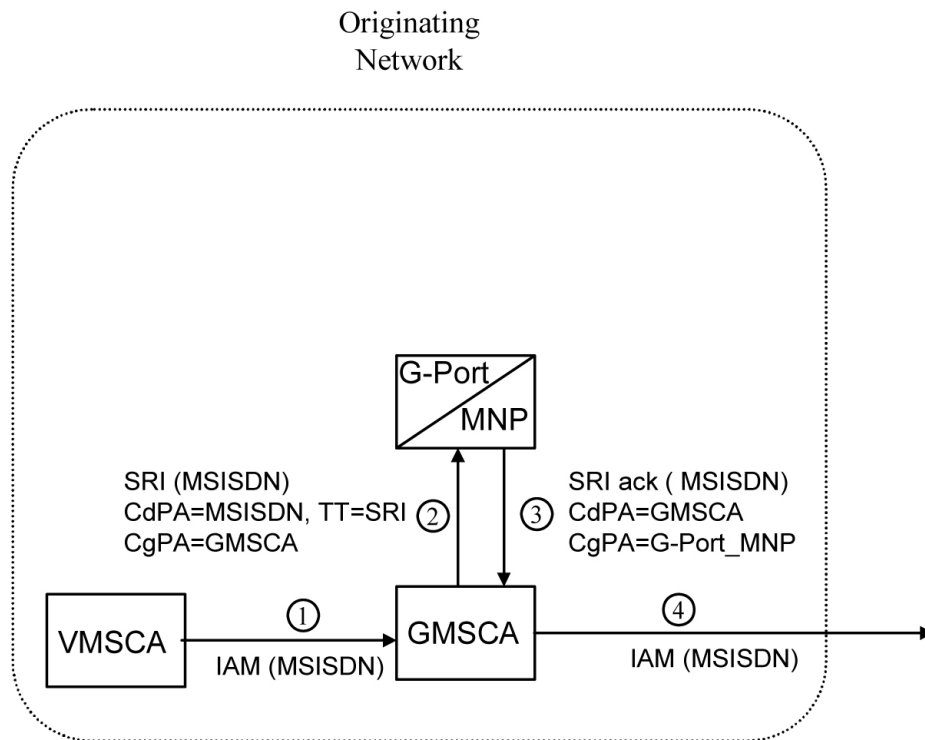 Originating
Network
G-Port
MNP
SRI (MSISDN)
CdPA=MSISDN, TT=SRI
CgPA=GMSCA
2
3
SRI ack ( MSISDN)
CdPA=GMSCA
CgPA=G-Port_MNP
VMSCA
1
IAM (MSISDN)
GMSCA
4
IAM (MSISDN)